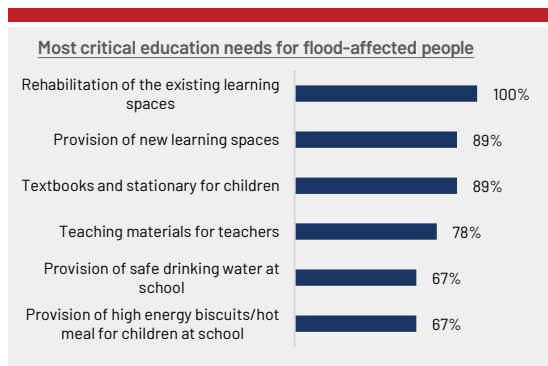 Most critical education needs for flood-affected people
Rehabilitation of the existing learning
spaces
100%
Provision of new learning spaces
89%
Textbooks and stationary for children
89%
Teaching materials for teachers
78%
Provision of safe drinking water at
school
67%
Provision of high energy biscuits/hot
meal for children at school
67%